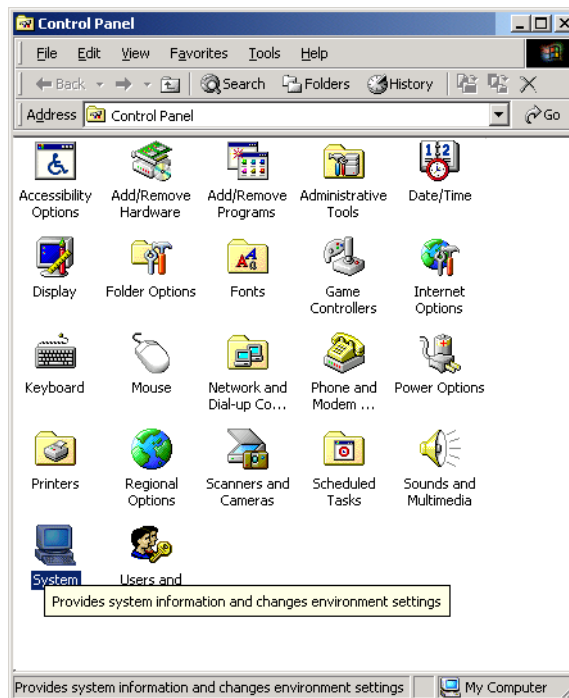 Control Panel
File Edit View Favorites Tools Help
Back Search Folders History
Address Control Panel Go
Accessibility Options
Add/Remove Hardware
Add/Remove Programs
Administrative Tools
Date/Time
Display
Folder Options
Fonts
Game Controllers
Internet Options
Keyboard
Mouse
Network and Dial-up Co...
Phone and Modem ...
Power Options
Printers
Regional Options
Scanners and Cameras
Scheduled Tasks
Sounds and Multimedia
System
Users and
Provides system information and changes environment settings
Provides system information and changes environment settings My Computer